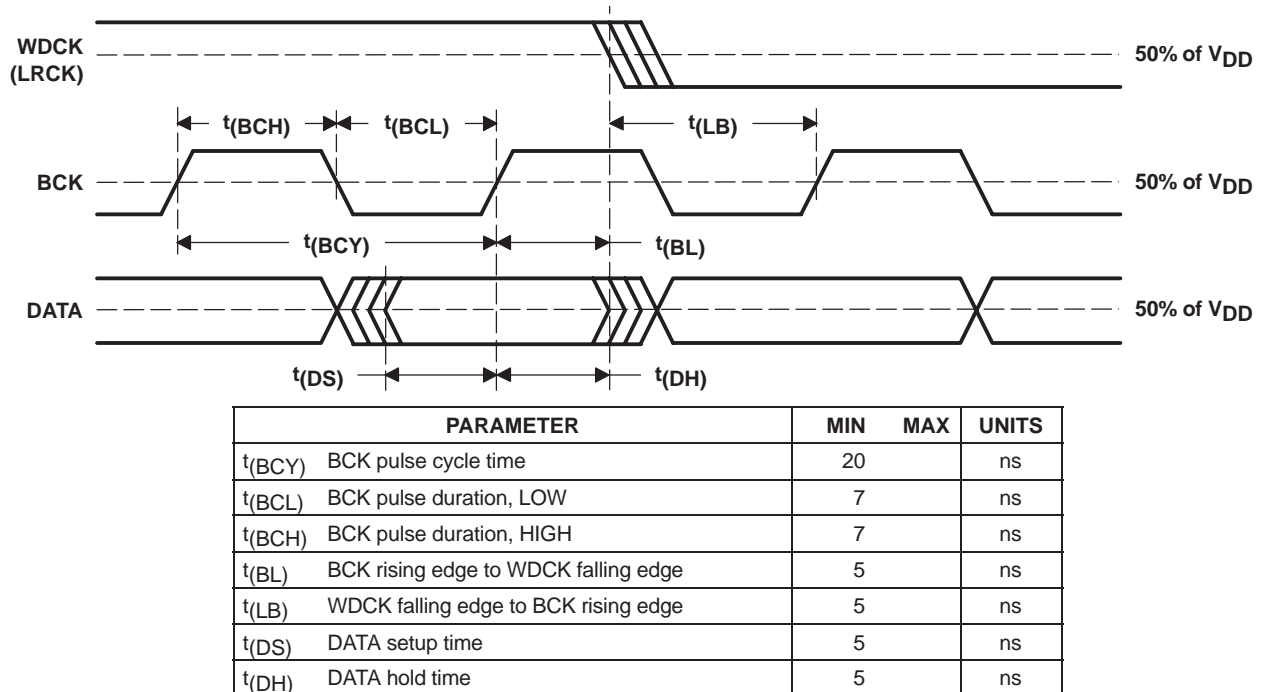 WDCK
(LRCK)
50% of VDD
t(BCH)
t(BCL)
t(LB)
BCK
50% of VDD
t(BCY)
t(BL)
DATA
50% of VDD
t(DS)
t(DH)
PARAMETER MIN MAX UNITS
t(BCY) BCK pulse cycle time 20 ns
t(BCL) BCK pulse duration, LOW 7 ns
t(BCH) BCK pulse duration, HIGH 7 ns
t(BL) BCK rising edge to WDCK falling edge 5 ns
t(LB) WDCK falling edge to BCK rising edge 5 ns
t(DS) DATA setup time 5 ns
t(DH) DATA hold time 5 ns